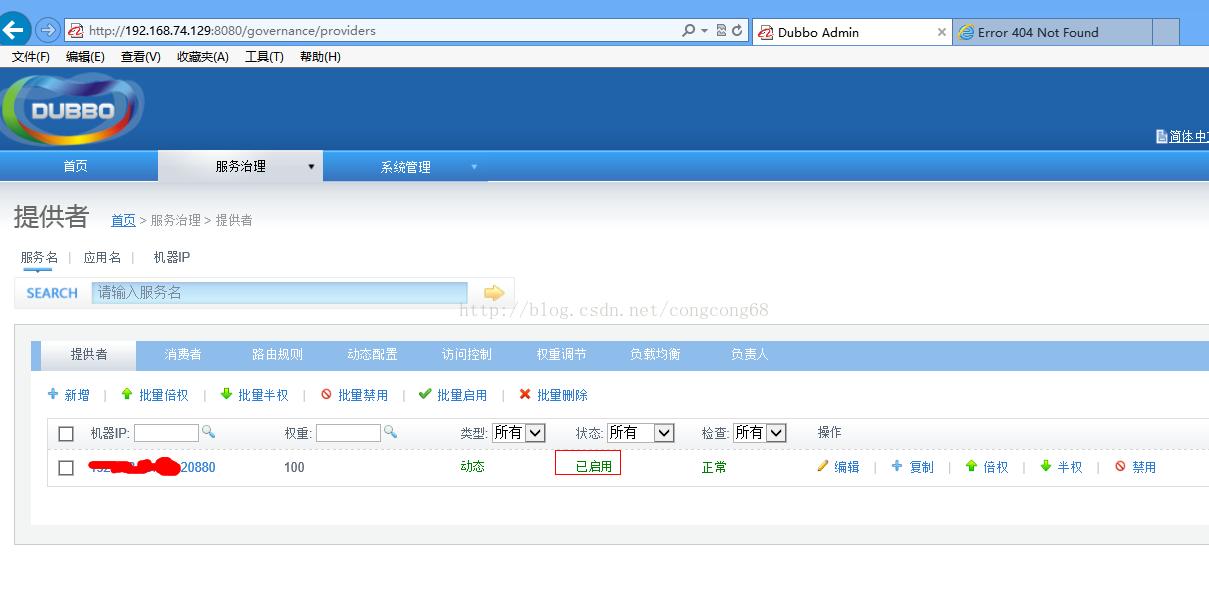 http://192.168.74.129:8080/governance/providers
Dubbo Admin
Error 404 Not Found
文件(F) 编辑(E) 查看(V) 收藏夹(A) 工具(T) 帮助(H)
DUBBO
简体中
首页 服务治理 系统管理
提供者 首页 > 服务治理 > 提供者
服务名 | 应用名 | 机器IP
SEARCH 请输入服务名
http://blog.csdn.net/congcong68
提供者 消费者 路由规则 动态配置 访问控制 权重调节 负载均衡 负责人
新增 | 批量倍权 | 批量半权 | 批量禁用 | 批量启用 | 批量删除
机器IP: 权重: 类型: 所有 状态: 所有 检查: 所有 操作
20880 100 动态 已启用 正常 编辑 | 复制 | 倍权 | 半权 | 禁用